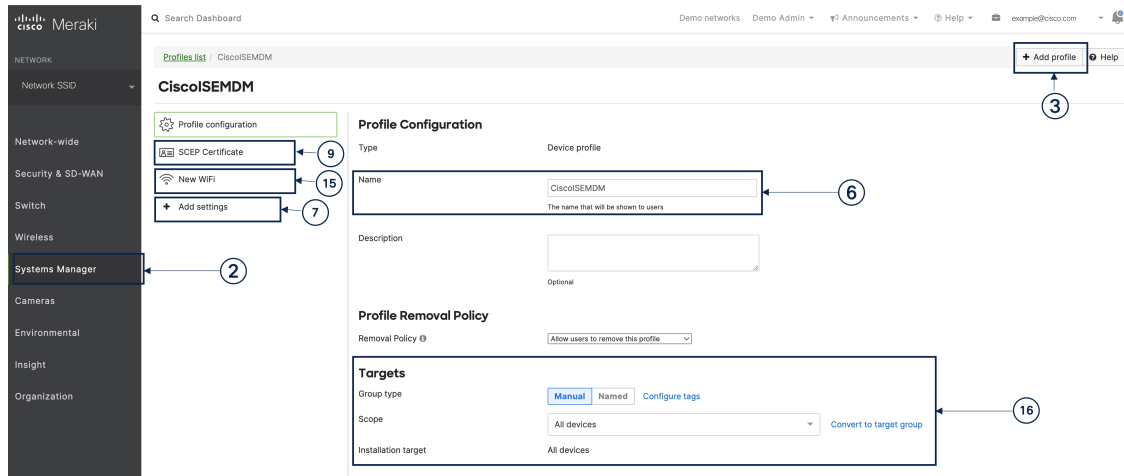 cisco Meraki
Search Dashboard
Demo networks Demo Admin Announcements Help example@cisco.com
NETWORK
Network SSID
Network-wide
Security & SD-WAN
Switch
Wireless
Systems Manager
2
Cameras
Environmental
Insight
Organization
Profiles list / CiscoISEMDM
+ Add profile Help
3
CiscoISEMDM
Profile configuration
SCEP Certificate
9
New WiFi
15
+ Add settings
7
Profile Configuration
Type Device profile
Name CiscoISEMDM
The name that will be shown to users
6
Description
Optional
Profile Removal Policy
Removal Policy Allow users to remove this profile
Targets
Group type Manual Named Configure tags
Scope All devices Convert to target group
Installation target All devices
16